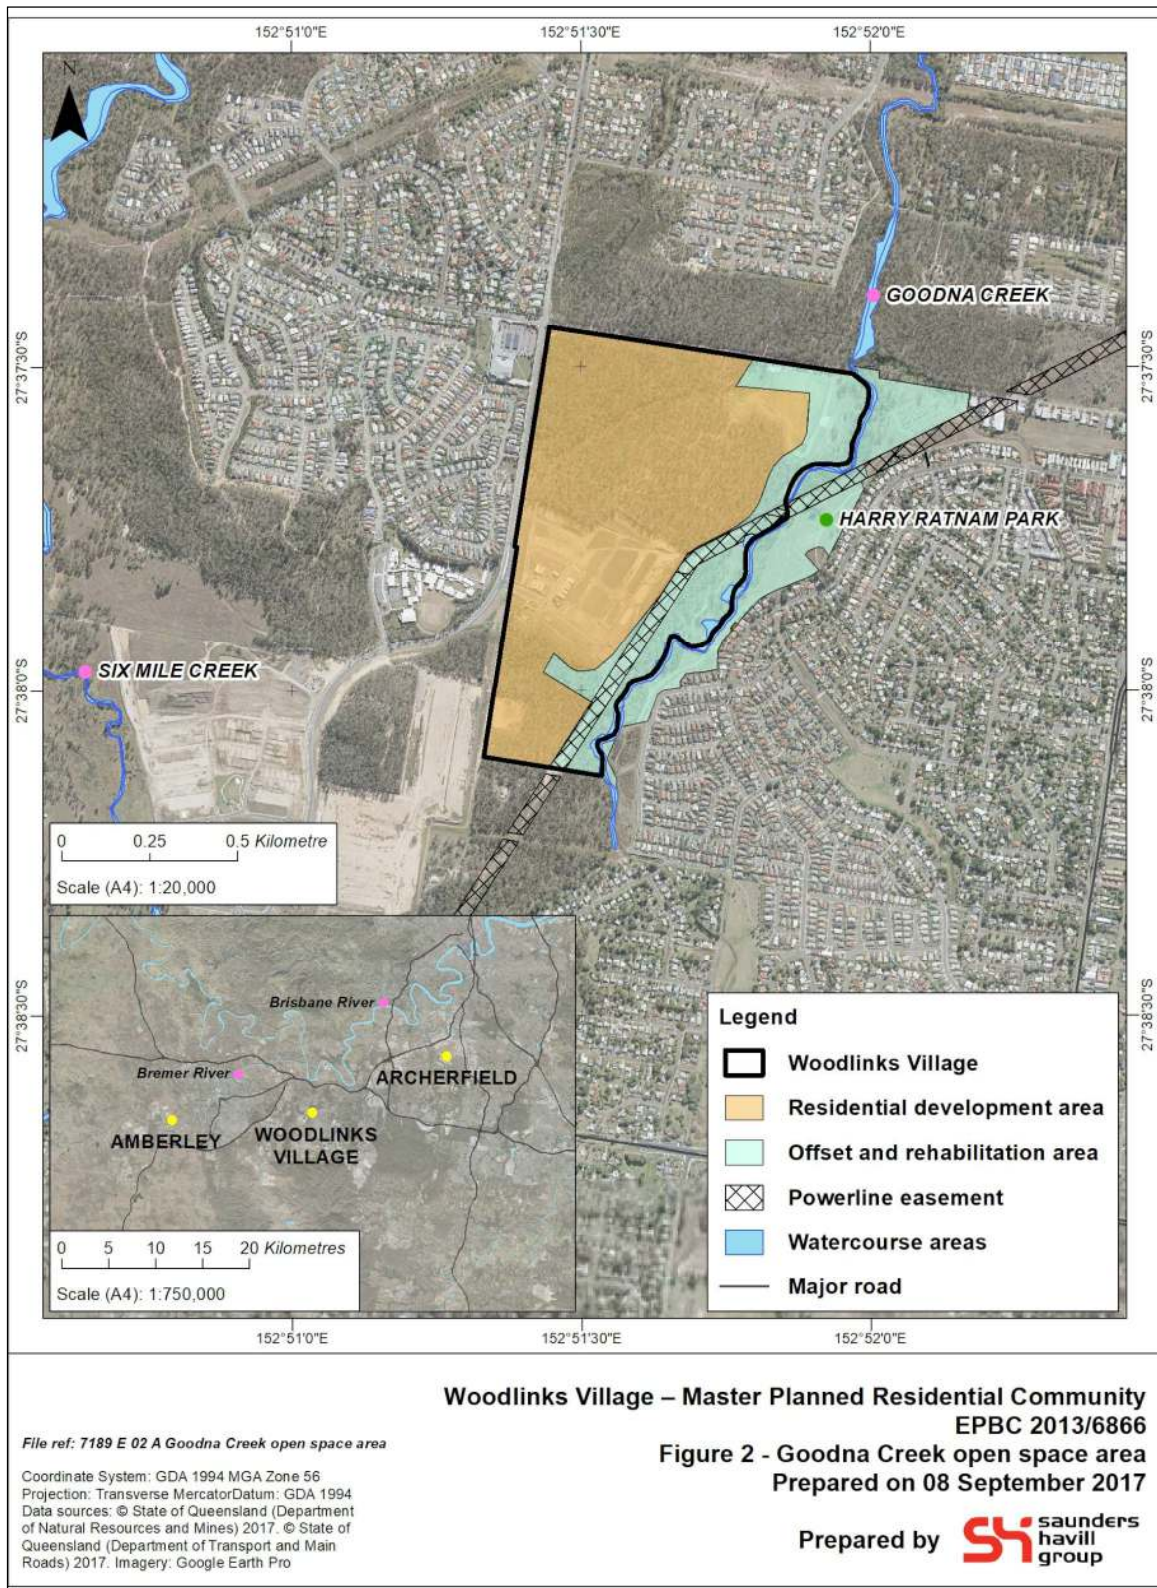 152°51'0"E
152°51'30"E
152°52'0"E
N
27°37'30"S
27°37'30"S
GOODNA CREEK
HARRY RATNAM PARK
SIX MILE CREEK
27°38'0"S
27°38'0"S
0 0.25 0.5 Kilometre
Scale (A4): 1:20,000
27°38'30"S
27°38'30"S
Brisbane River
Bremer River
ARCHERFIELD
AMBERLEY
WOODLINKS
VILLAGE
0 5 10 15 20 Kilometres
Scale (A4): 1:750,000
Legend
Woodlinks Village
Residential development area
Offset and rehabilitation area
Powerline easement
Watercourse areas
Major road
152°51'0"E
152°51'30"E
152°52'0"E
Woodlinks Village – Master Planned Residential Community
EPBC 2013/6866
Figure 2 - Goodna Creek open space area
Prepared on 08 September 2017
File ref: 7189 E 02 A Goodna Creek open space area
Coordinate System: GDA 1994 MGA Zone 56
Projection: Transverse MercatorDatum: GDA 1994
Data sources: © State of Queensland (Department
of Natural Resources and Mines) 2017. © State of
Queensland (Department of Transport and Main
Roads) 2017. Imagery: Google Earth Pro
Prepared by
sh
saunders
havill
group